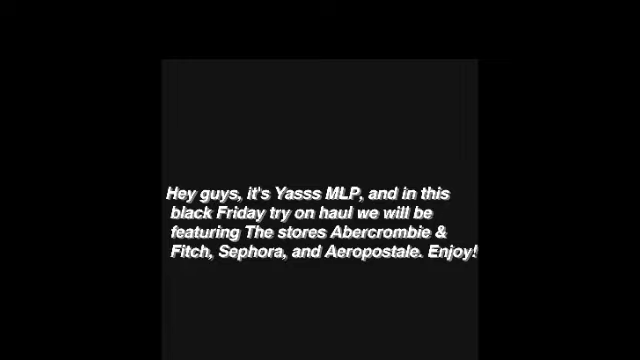 Hey guys, it's Yasss MLP, and in this
black Friday try on haul we will be
featuring The stores Abercrombie &
Fitch, Sephora, and Aeropostale. Enjoy!